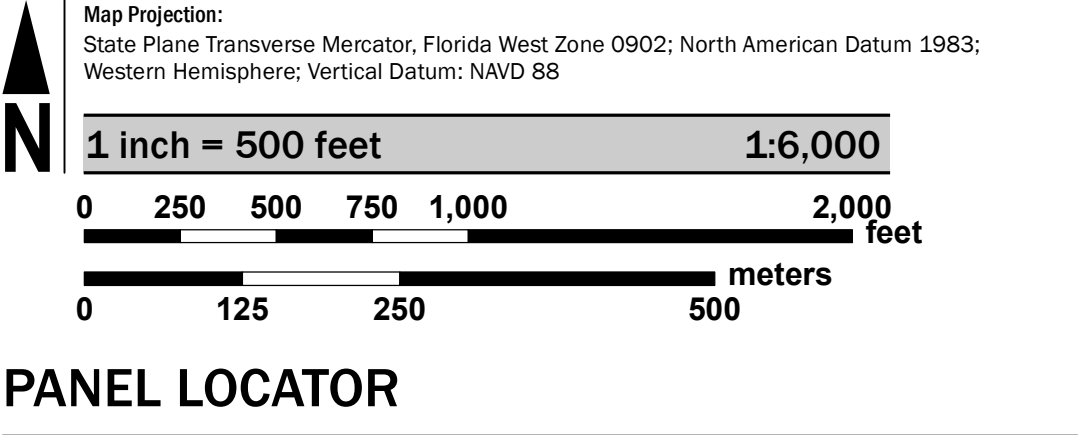 Map Projection:
State Plane Transverse Mercator, Florida West Zone 0902; North American Datum 1983;
Western Hemisphere; Vertical Datum: NAVD 88
N
1 inch = 500 feet 1:6,000
0 250 500 750 1,000 2,000
feet
meters
0 125 250 500
PANEL LOCATOR